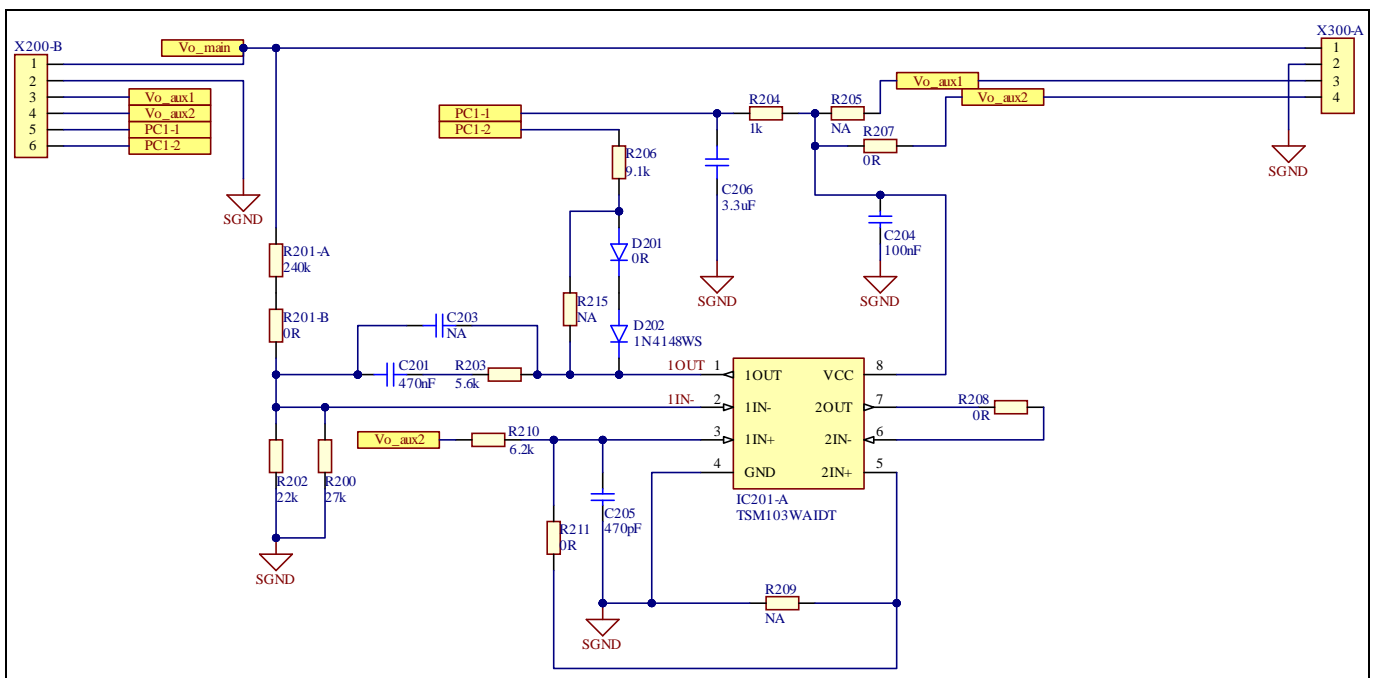 X200-B
1
2
3
4
5
6
Vo_main
Vo_aux1
Vo_aux2
PC1-1
PC1-2
SGND
PC1-1
PC1-2
R204
1k
R205
NA
R207
0R
Vo_aux1
Vo_aux2
X300-A
1
2
3
4
SGND
R206
9.1k
C206
3.3uF
SGND
C204
100nF
SGND
R201-A
240k
R201-B
0R
D201
0R
R215
NA
D202
1N4148WS
C203
NA
C201
470nF
R203
5.6k
1OUT
1
1OUT
VCC
8
1IN-
2
1IN-
2OUT
7
R208
0R
Vo_aux2
R210
6.2k
3
1IN+
2IN-
6
4
GND
2IN+
5
R202
22k
R200
27k
SGND
IC201-A
TSM103WAIDT
C205
470pF
R211
0R
R209
NA
SGND